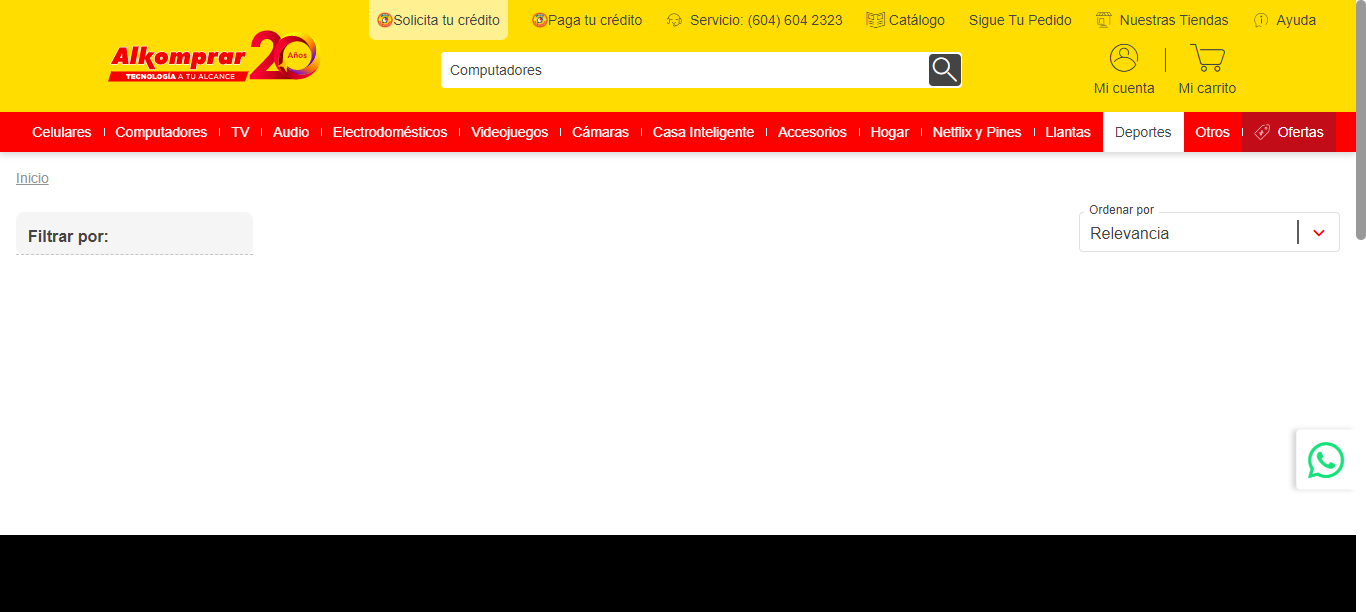 Solicita tu crédito
Paga tu crédito
Servicio: (604) 604 2323
Catálogo
Sigue Tu Pedido
Nuestras Tiendas
Ayuda
Alkomprar 20 Años
TECNOLOGÍA A TU ALCANCE
Computadores
Mi cuenta
Mi carrito
Celulares
Computadores
TV
Audio
Electrodomésticos
Videojuegos
Cámaras
Casa Inteligente
Accesorios
Hogar
Netflix y Pines
Llantas
Deportes
Otros
Ofertas
Inicio
Filtrar por:
Ordenar por
Relevancia